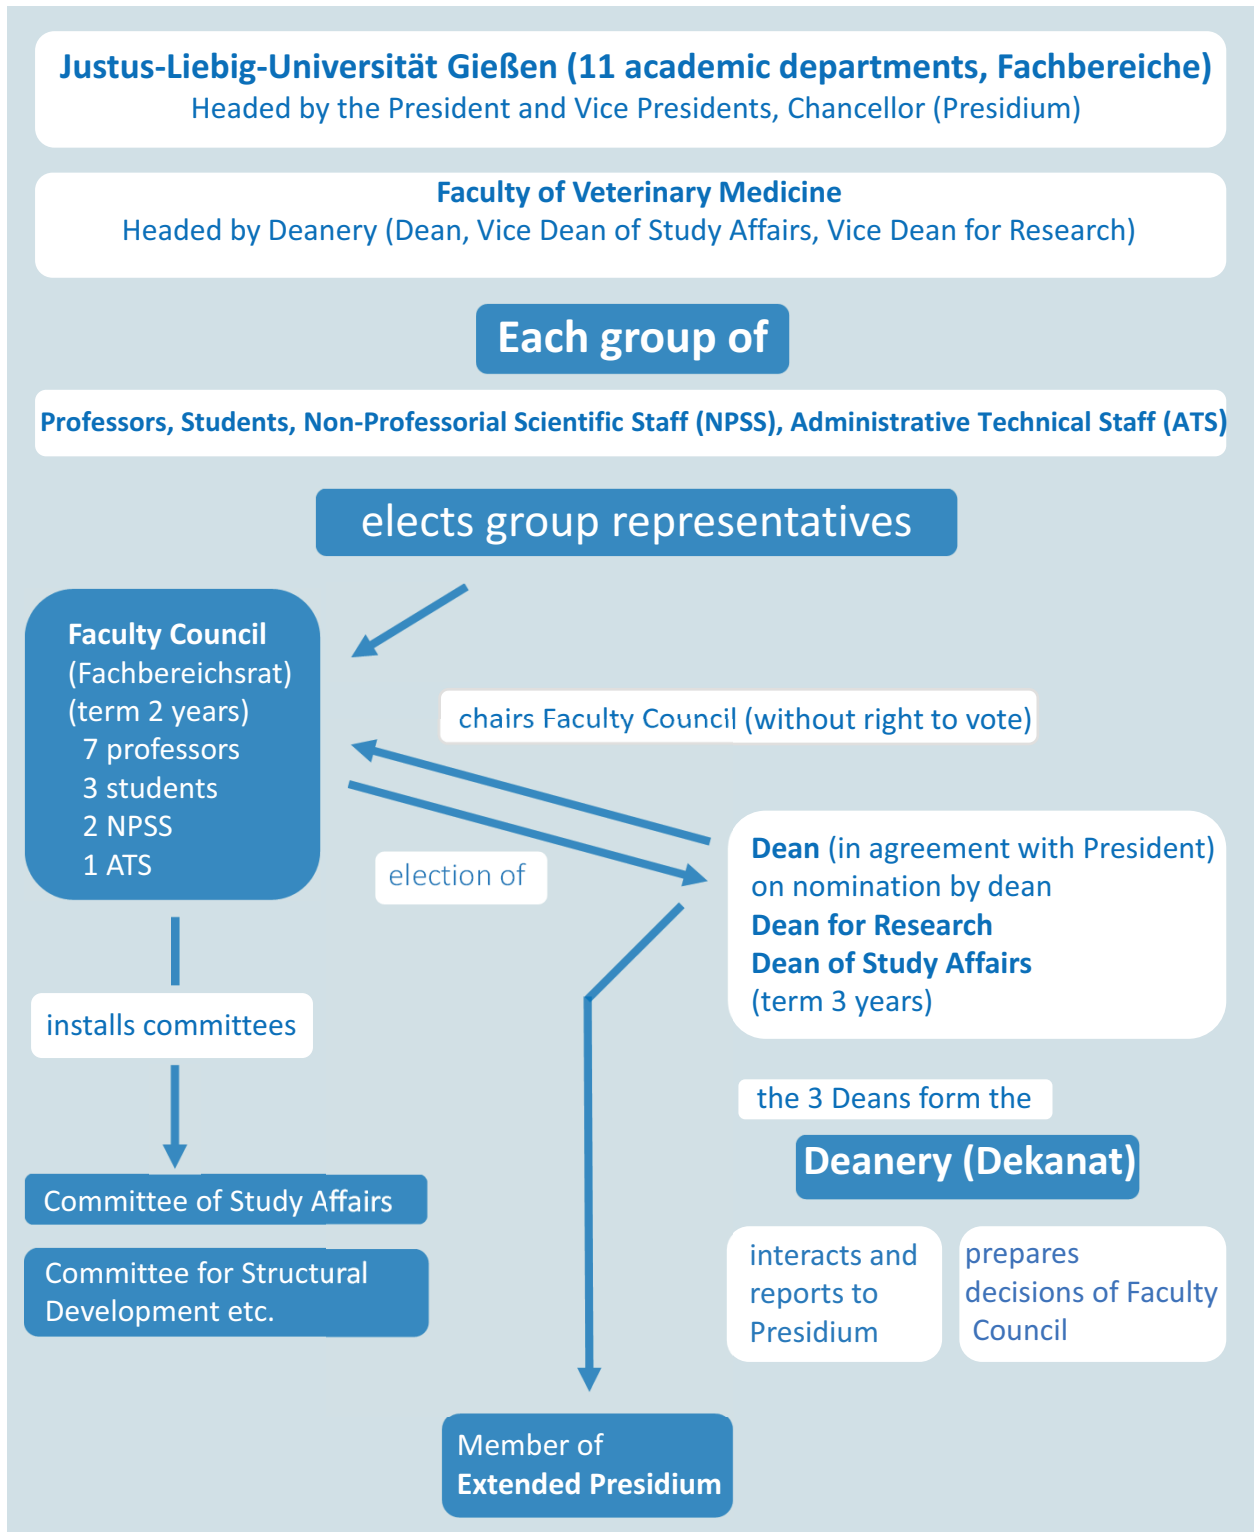 Justus-Liebig-Universität Gießen (11 academic departments, Fachbereiche)
Headed by the President and Vice Presidents, Chancellor (Presidium)
Faculty of Veterinary Medicine
Headed by Deanery (Dean, Vice Dean of Study Affairs, Vice Dean for Research)
Each group of
Professors, Students, Non-Professorial Scientific Staff (NPSS), Administrative Technical Staff (ATS)
elects group representatives
Faculty Council
(Fachbereichsrat)
(term 2 years)
7 professors
3 students
2 NPSS
1 ATS
chairs Faculty Council (without right to vote)
election of
Dean (in agreement with President)
on nomination by dean
Dean for Research
Dean of Study Affairs
(term 3 years)
installs committees
the 3 Deans form the
Deanery (Dekanat)
Committee of Study Affairs
Committee for Structural
Development etc.
interacts and
reports to
Presidium
prepares
decisions of Faculty
Council
Member of
Extended Presidium